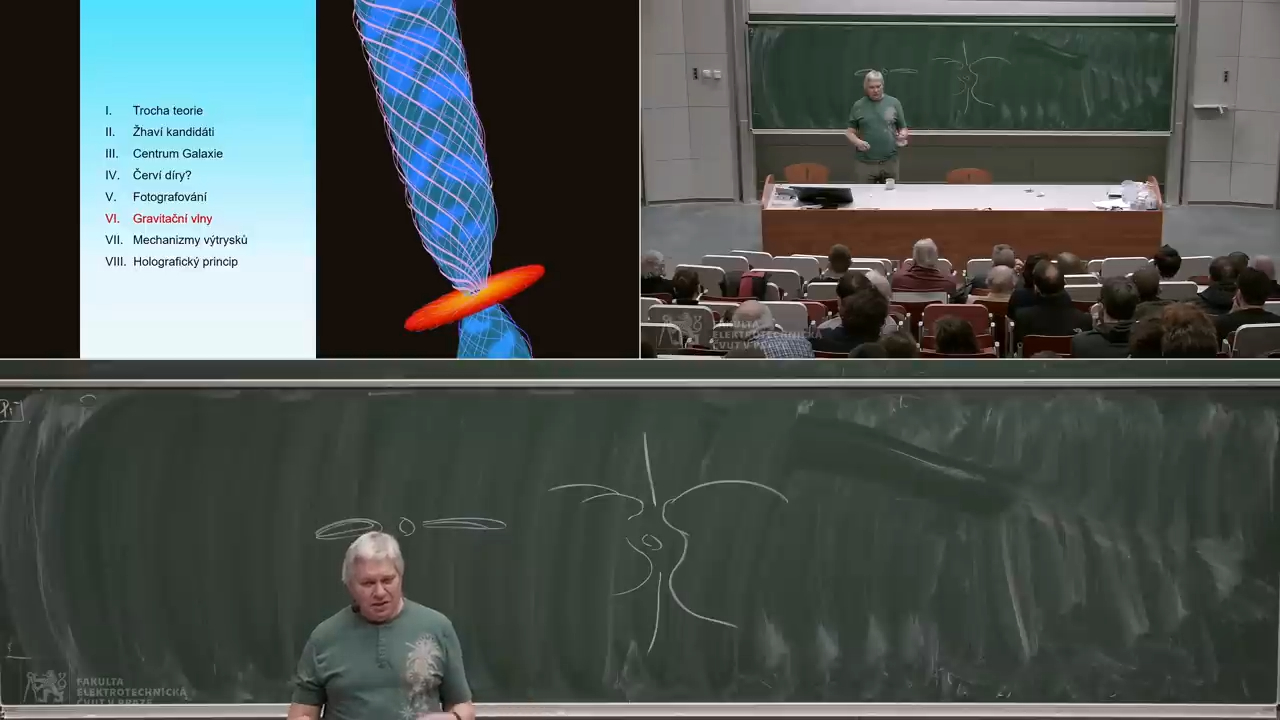 I. Trocha teorie
II. Žhaví kandidáti
III. Centrum Galaxie
IV. Červí díry?
V. Fotografování
VI. Gravitační vlny
VII. Mechanizmy výtrysků
VIII. Holografický princip
FAKULTA
ELEKTROTECHNICKÁ
ČVUT V PRAZE
FAKULTA
ELEKTROTECHNICKÁ
ČVUT V PRAZE